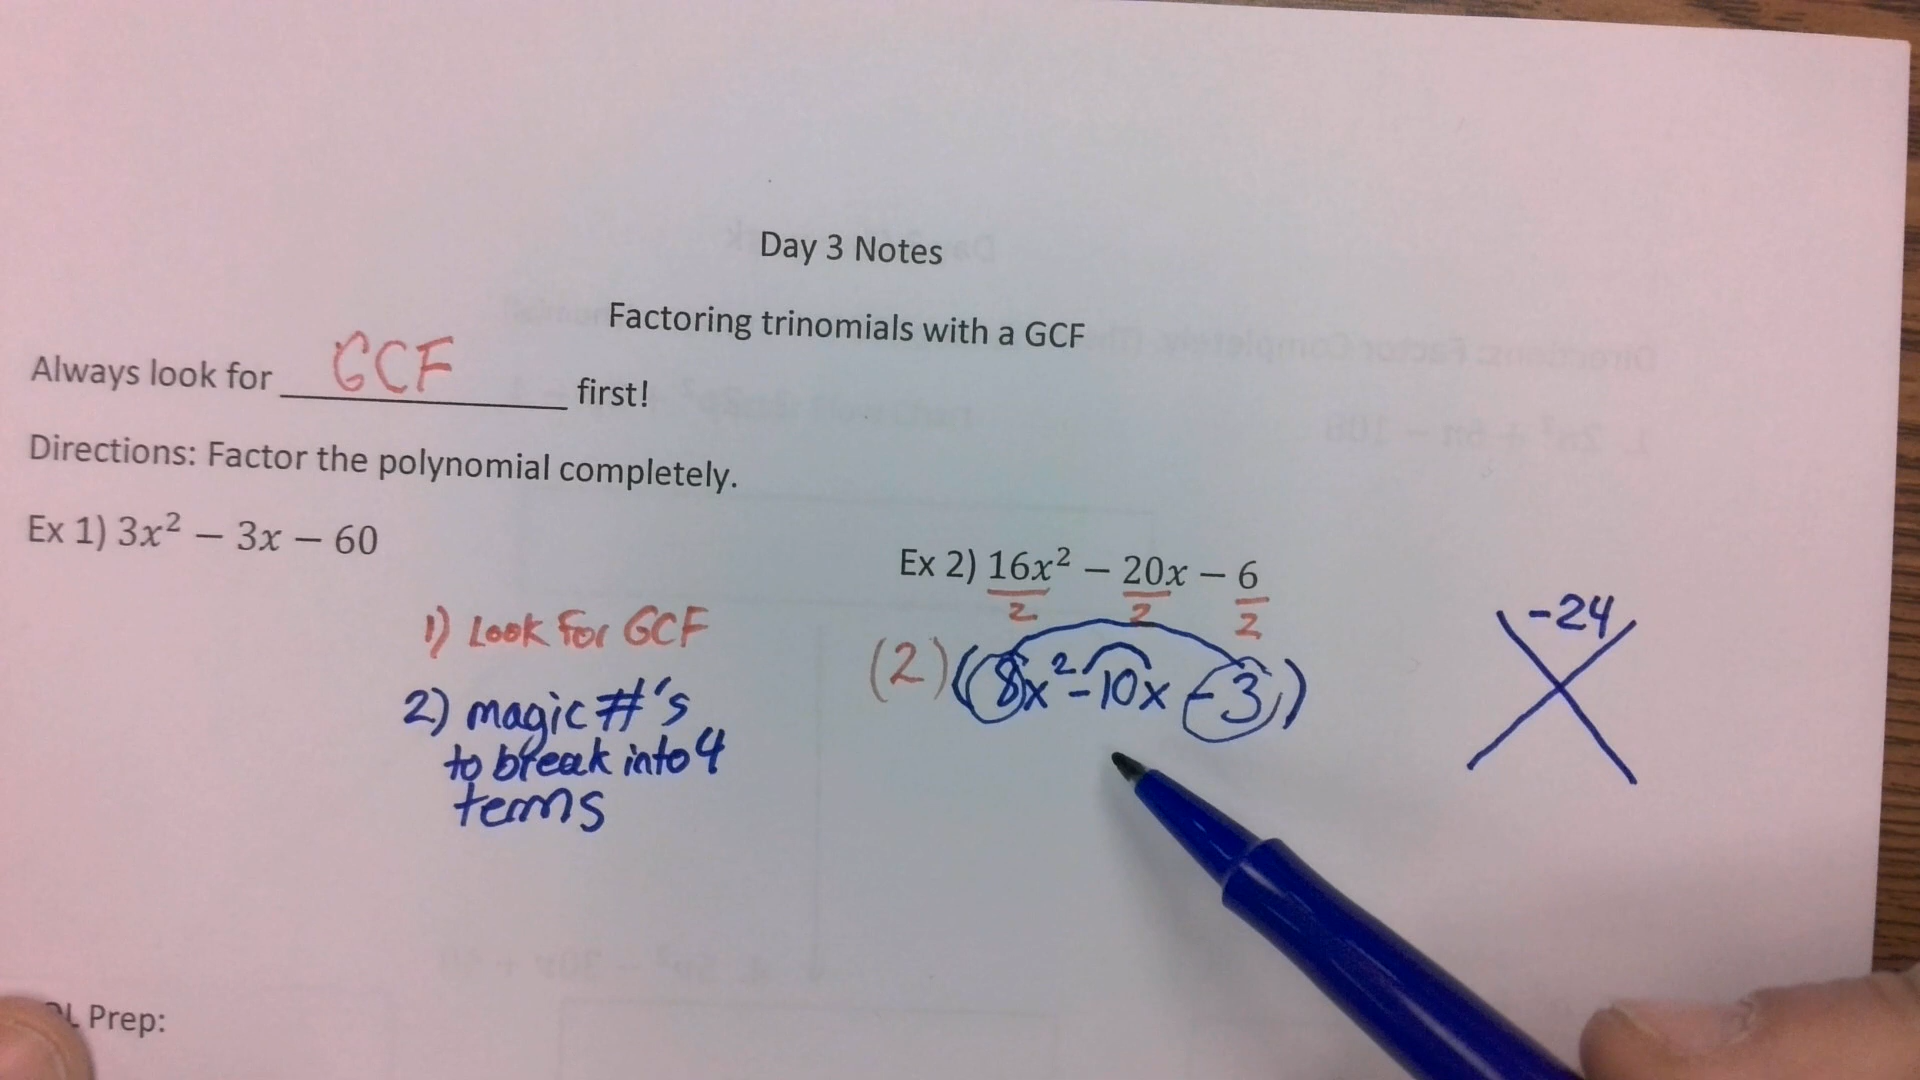 Day 3 Notes
Factoring trinomials with a GCF
Always look for GCF first!
Directions: Factor the polynomial completely.
Ex 1) 3x² − 3x − 60
1) Look for GCF
2) magic #'s
to break into 4
terms
Ex 2) 16x² − 20x − 6
2 2 2
(2)(8x²-10x-3)
-24
Prep: